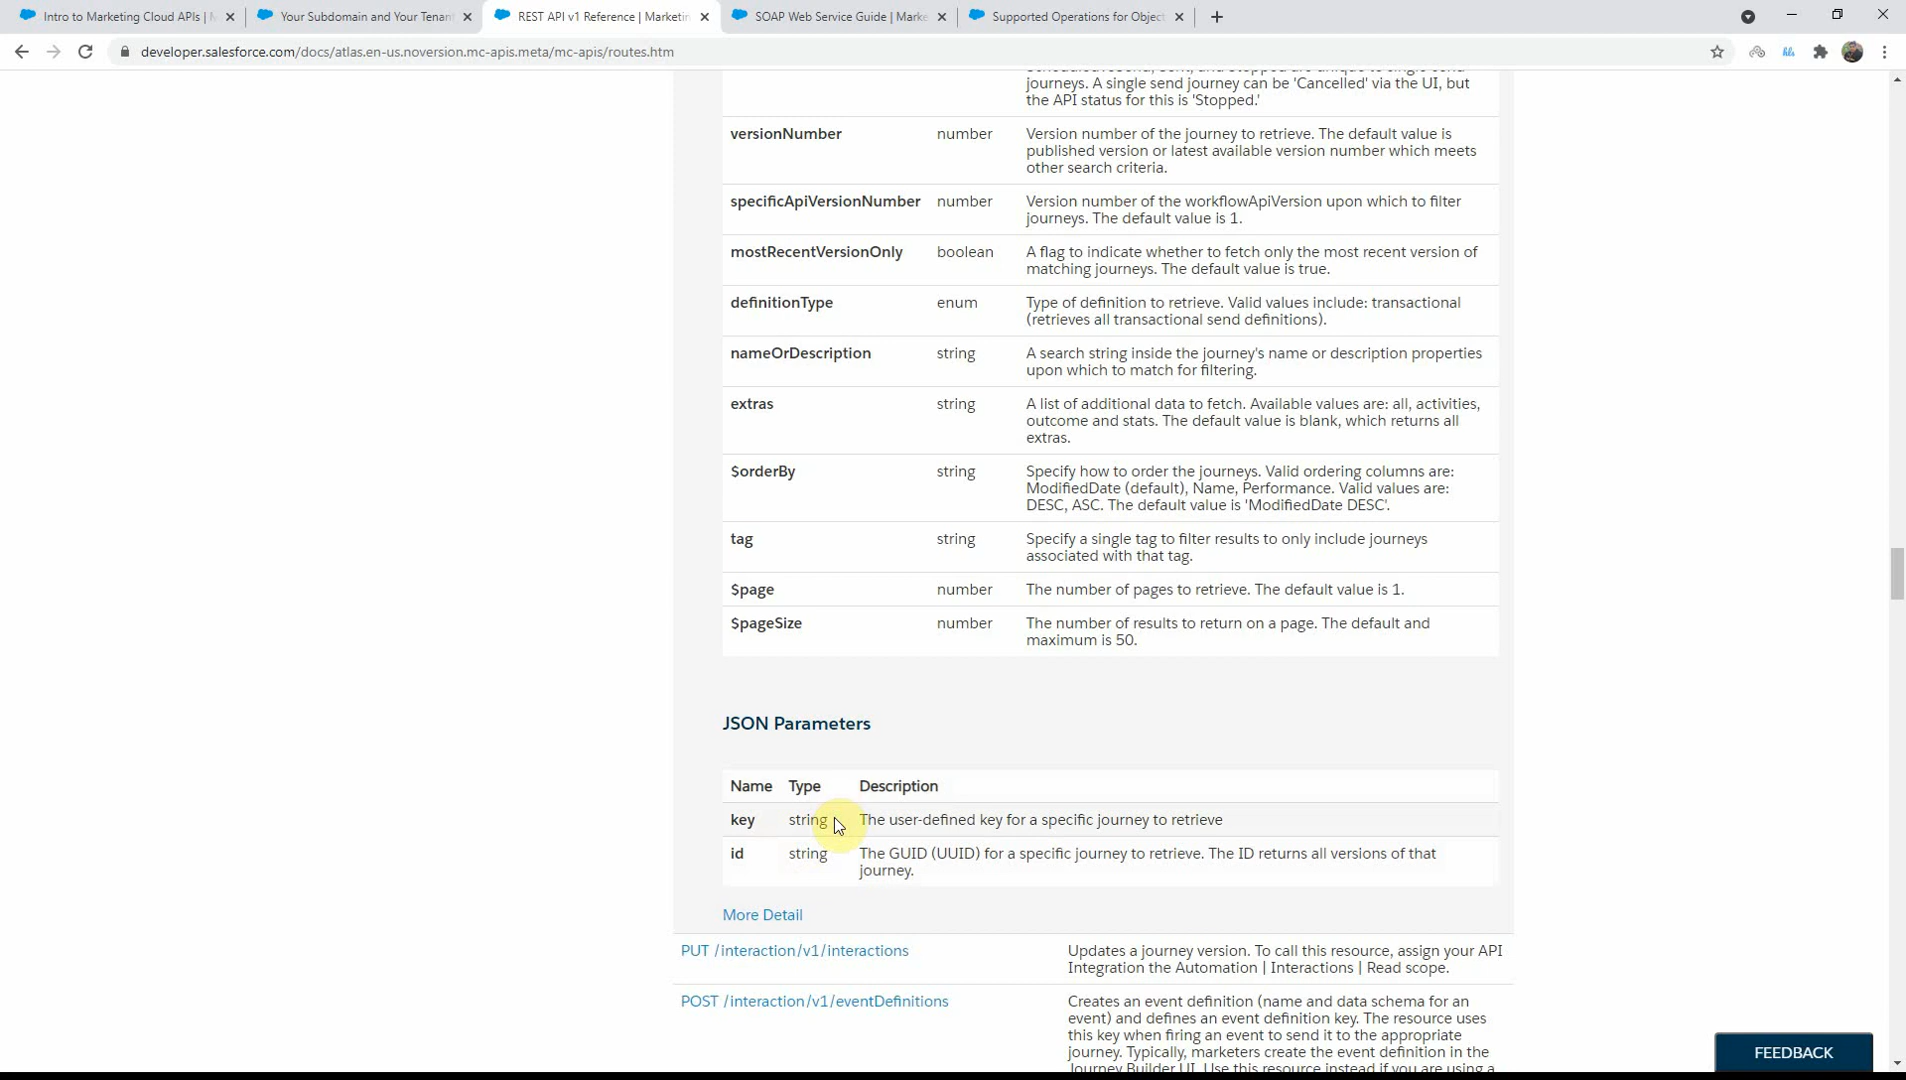 Intro to Marketing Cloud APIs |
Your Subdomain and Your Tenant
REST API v1 Reference | Marketin
SOAP Web Service Guide | Marke
Supported Operations for Object
developer.salesforce.com/docs/atlas.en-us.noversion.mc-apis.meta/mc-apis/routes.htm
journeys. A single send journey can be 'Cancelled' via the UI, but
the API status for this is 'Stopped.'
versionNumber number Version number of the journey to retrieve. The default value is
published version or latest available version number which meets
other search criteria.
specificApiVersionNumber number Version number of the workflowApiVersion upon which to filter
journeys. The default value is 1.
mostRecentVersionOnly boolean A flag to indicate whether to fetch only the most recent version of
matching journeys. The default value is true.
definitionType enum Type of definition to retrieve. Valid values include: transactional
(retrieves all transactional send definitions).
nameOrDescription string A search string inside the journey's name or description properties
upon which to match for filtering.
extras string A list of additional data to fetch. Available values are: all, activities,
outcome and stats. The default value is blank, which returns all
extras.
$orderBy string Specify how to order the journeys. Valid ordering columns are:
ModifiedDate (default), Name, Performance. Valid values are:
DESC, ASC. The default value is 'ModifiedDate DESC'.
tag string Specify a single tag to filter results to only include journeys
associated with that tag.
$page number The number of pages to retrieve. The default value is 1.
$pageSize number The number of results to return on a page. The default and
maximum is 50.
JSON Parameters
Name Type Description
key string The user-defined key for a specific journey to retrieve
id string The GUID (UUID) for a specific journey to retrieve. The ID returns all versions of that
journey.
More Detail
PUT /interaction/v1/interactions Updates a journey version. To call this resource, assign your API
Integration the Automation | Interactions | Read scope.
POST /interaction/v1/eventDefinitions Creates an event definition (name and data schema for an
event) and defines an event definition key. The resource uses
this key when firing an event to send it to the appropriate
journey. Typically, marketers create the event definition in the
Journey Builder UI. Use this resource instead if you are using a
FEEDBACK